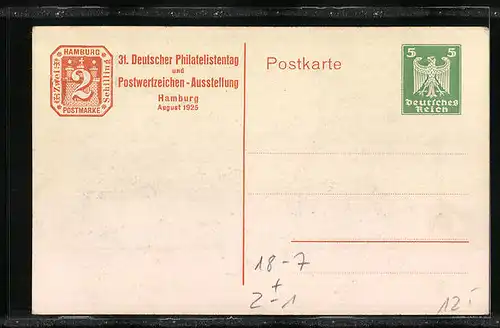 HAMBURG
ZWEI
2
Schilling
POSTMARKE
31. Deutscher Philatelistentag
und
Postwertzeichen-Ausstellung
Hamburg
August 1925
Postkarte
5 5
Deutsches
Reich
18-7
+
2-1
12.-